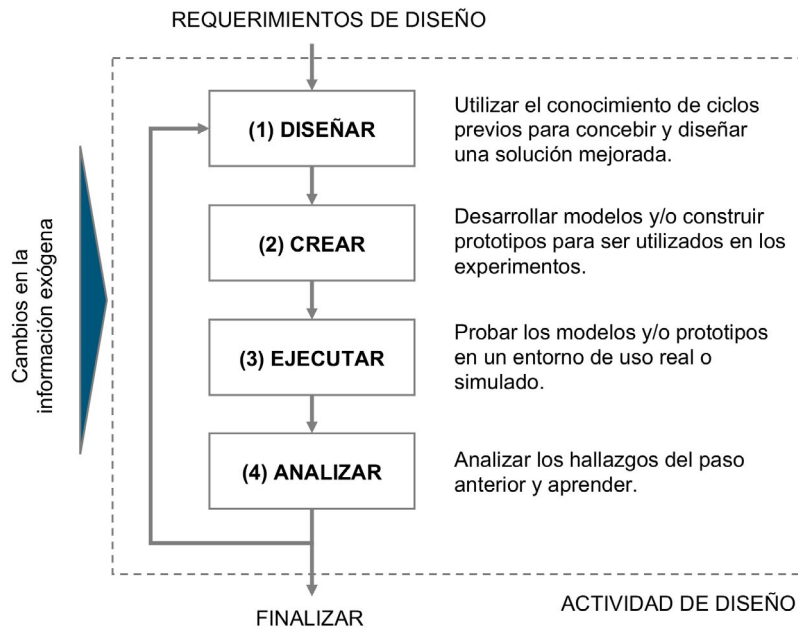 REQUERIMIENTOS DE DISEÑO
(1) DISEÑAR
Utilizar el conocimiento de ciclos
previos para concebir y diseñar
una solución mejorada.
(2) CREAR
Desarrollar modelos y/o construir
prototipos para ser utilizados en los
experimentos.
Cambios en la
información exógena
(3) EJECUTAR
Probar los modelos y/o prototipos
en un entorno de uso real o
simulado.
(4) ANALIZAR
Analizar los hallazgos del paso
anterior y aprender.
FINALIZAR
ACTIVIDAD DE DISEÑO